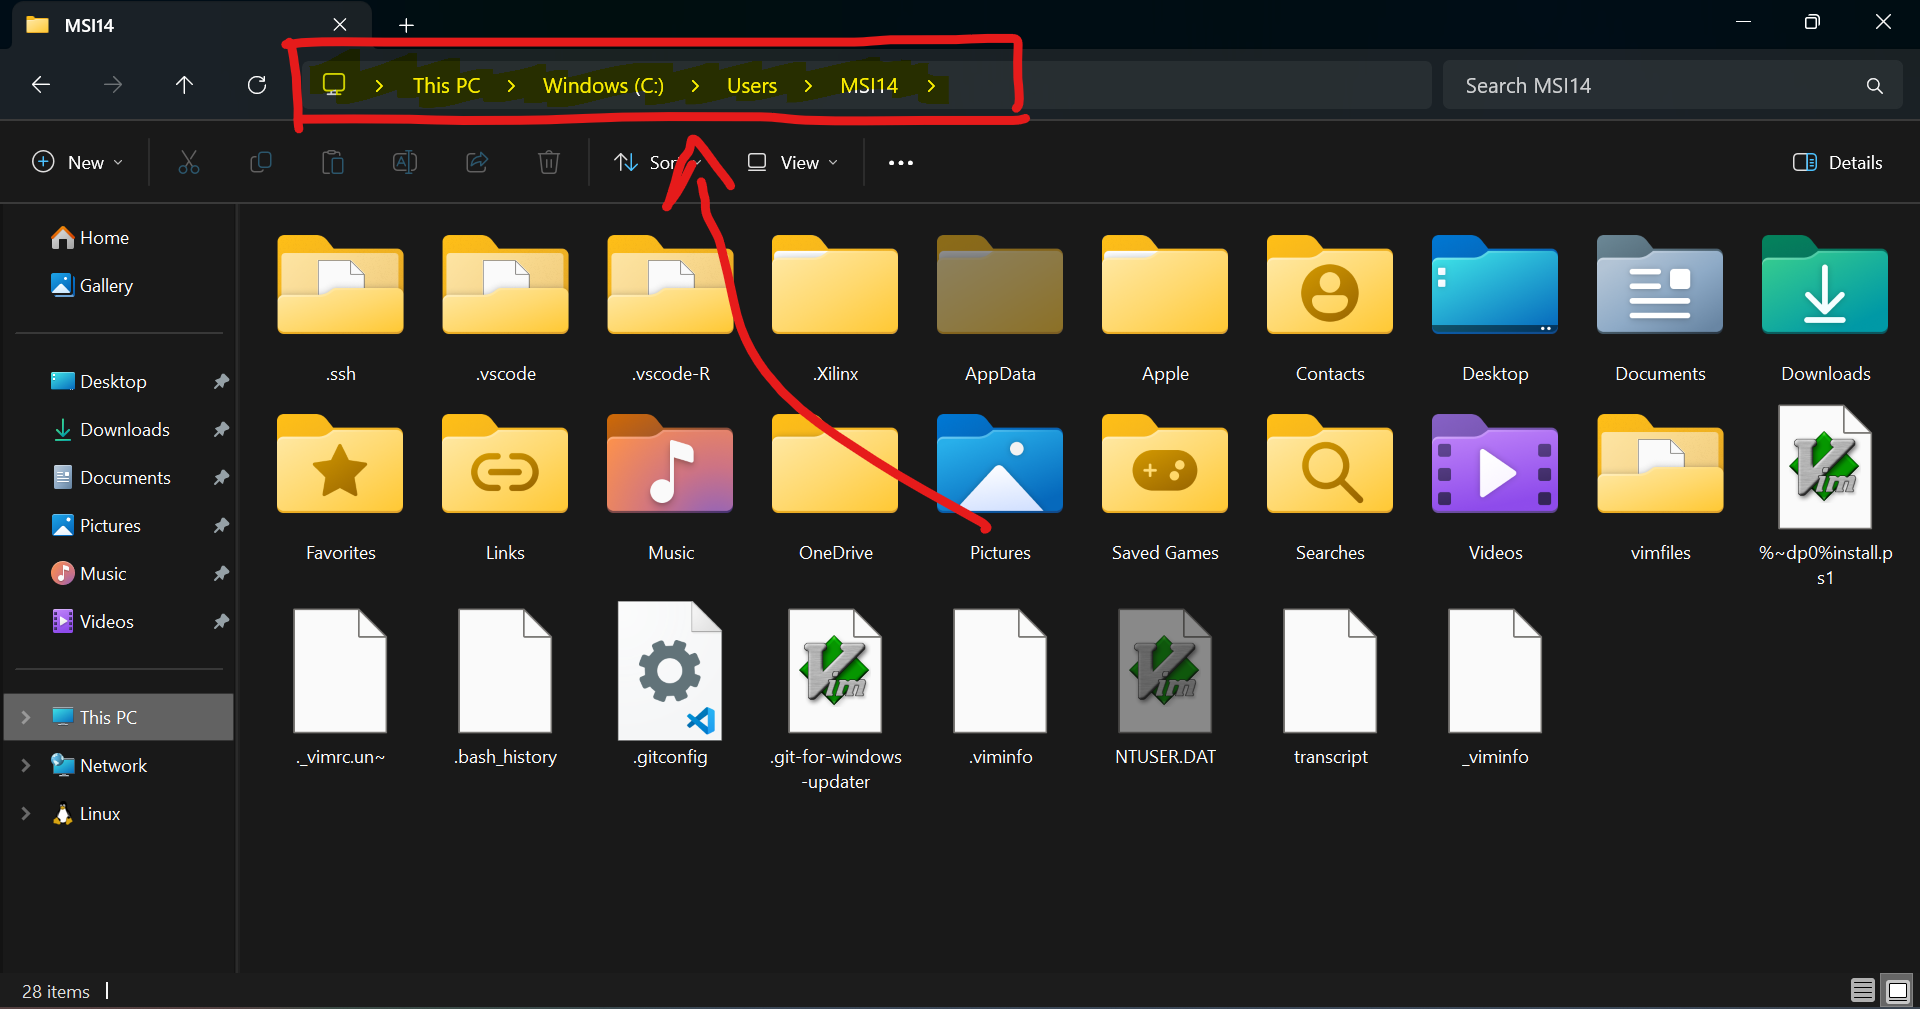 MSI14
This PC > Windows (C:) > Users > MSI14 >
Search MSI14
New
Sort
View
Details
Home
Gallery
Desktop
Downloads
Documents
Pictures
Music
Videos
This PC
Network
Linux
.ssh .vscode .vscode-R .Xilinx AppData Apple Contacts Desktop Documents Downloads
Favorites Links Music OneDrive Pictures Saved Games Searches Videos vimfiles %~dp0%install.p
s1
._vimrc.un~ .bash_history .gitconfig .git-for-windows .viminfo NTUSER.DAT transcript _viminfo
-updater
28 items